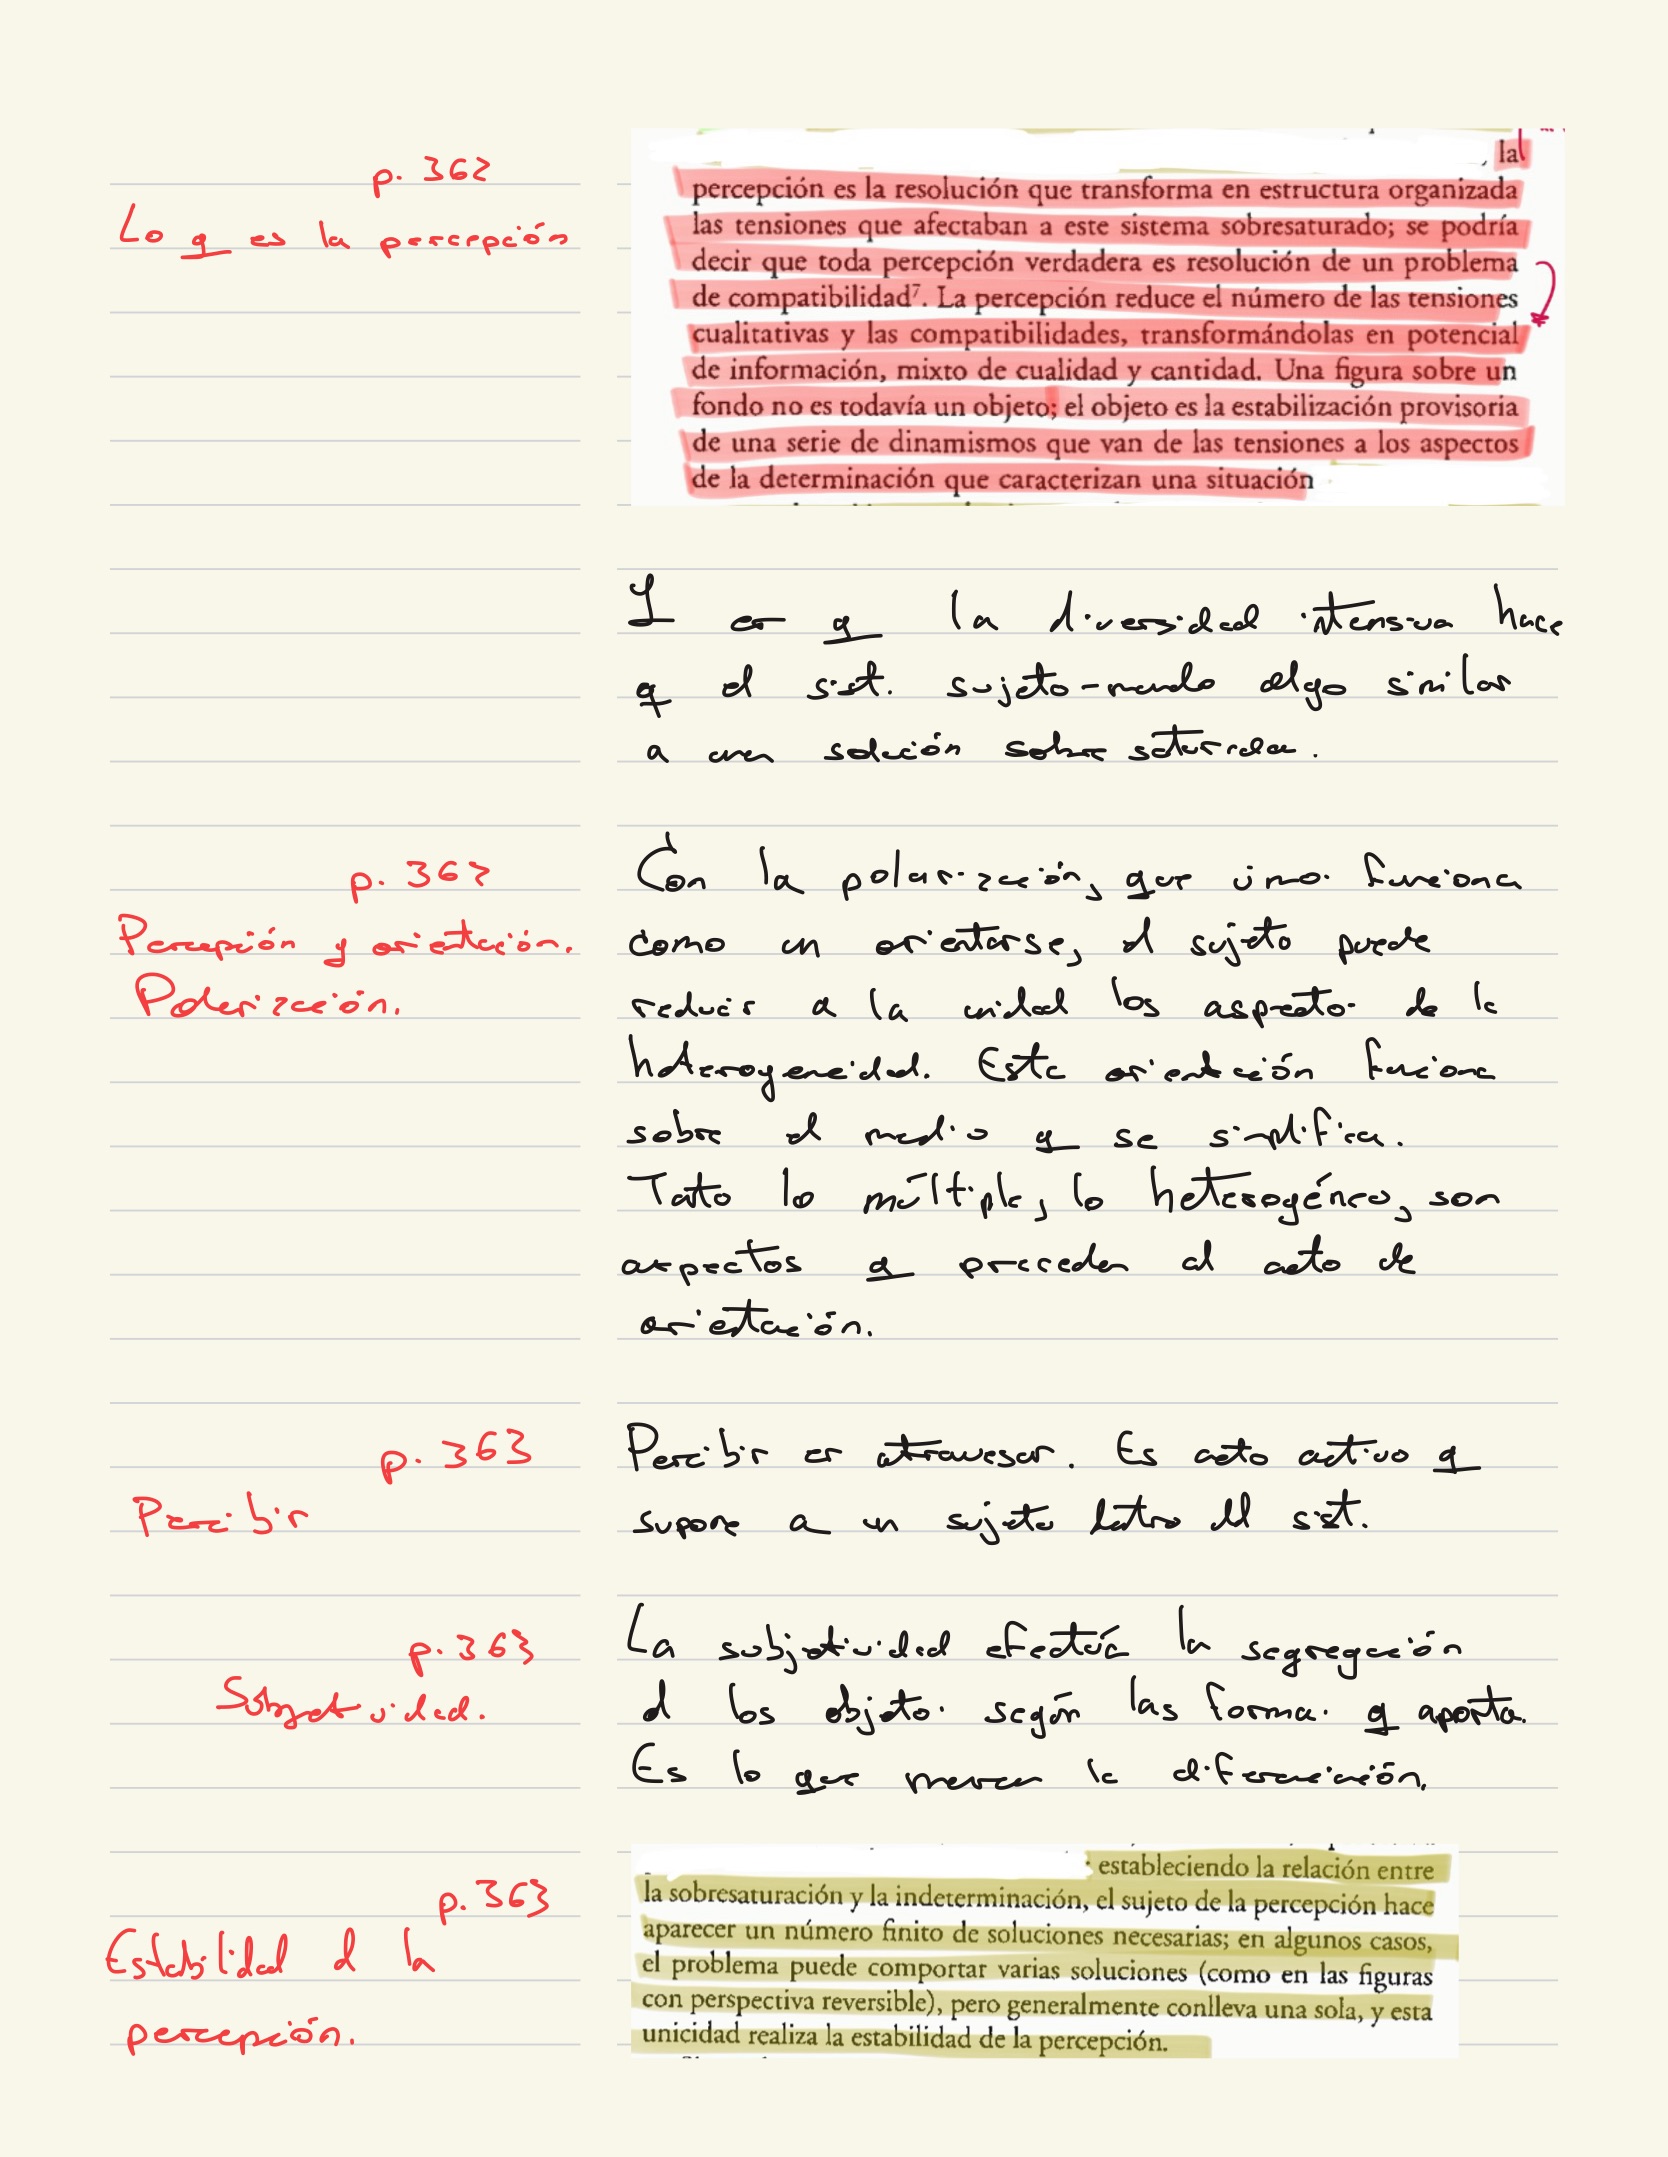 p. 362
Lo q es la percepción
, la
percepción es la resolución que transforma en estructura organizada
las tensiones que afectaban a este sistema sobresaturado; se podría
decir que toda percepción verdadera es resolución de un problema
de compatibilidad⁷. La percepción reduce el número de las tensiones
cualitativas y las compatibilidades, transformándolas en potencial
de información, mixto de cualidad y cantidad. Una figura sobre un
fondo no es todavía un objeto; el objeto es la estabilización provisoria
de una serie de dinamismos que van de las tensiones a los aspectos
de la determinación que caracterizan una situación
es q la diversidad intensiva hace
q el sist. sujeto-mundo algo similar
a una solución sobresaturada.
p. 362
Percepción y orientación.
Polarización.
Con la polarización, que funciona
como un orientarse, el sujeto puede
reducir a la unidad los aspectos de la
heterogeneidad. Esta orientación funciona
sobre el medio q se simplifica.
Tato lo múltiple, lo heterogéneo, son
aspectos q preceden al acto de
orientación.
p. 363
Percibir
Percibir es atravesar. Es acto activo q
supone a un sujeto dentro del sist.
p. 363
Subjetividad.
La subjetividad efectúa la segregación
d los objetos según las formas q aporta.
Es lo que marca la diferenciación.
p. 363
Estabilidad d la
percepción.
estableciendo la relación entre
la sobresaturación y la indeterminación, el sujeto de la percepción hace
aparecer un número finito de soluciones necesarias; en algunos casos,
el problema puede comportar varias soluciones (como en las figuras
con perspectiva reversible), pero generalmente conlleva una sola, y esta
unicidad realiza la estabilidad de la percepción.